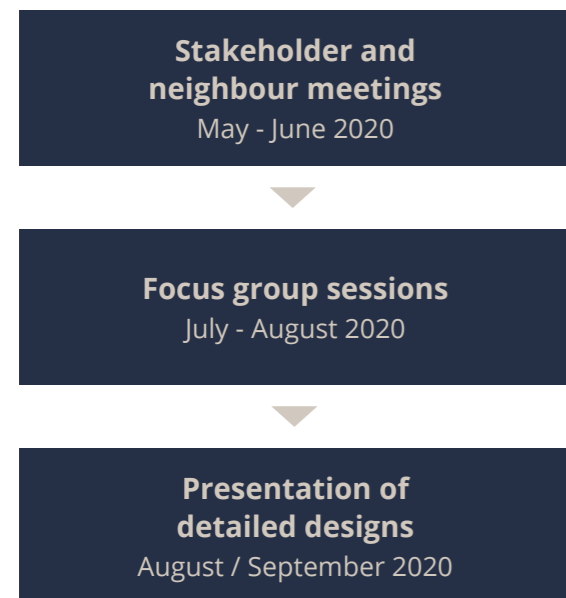 Stakeholder and
neighbour meetings
May - June 2020
Focus group sessions
July - August 2020
Presentation of
detailed designs
August / September 2020